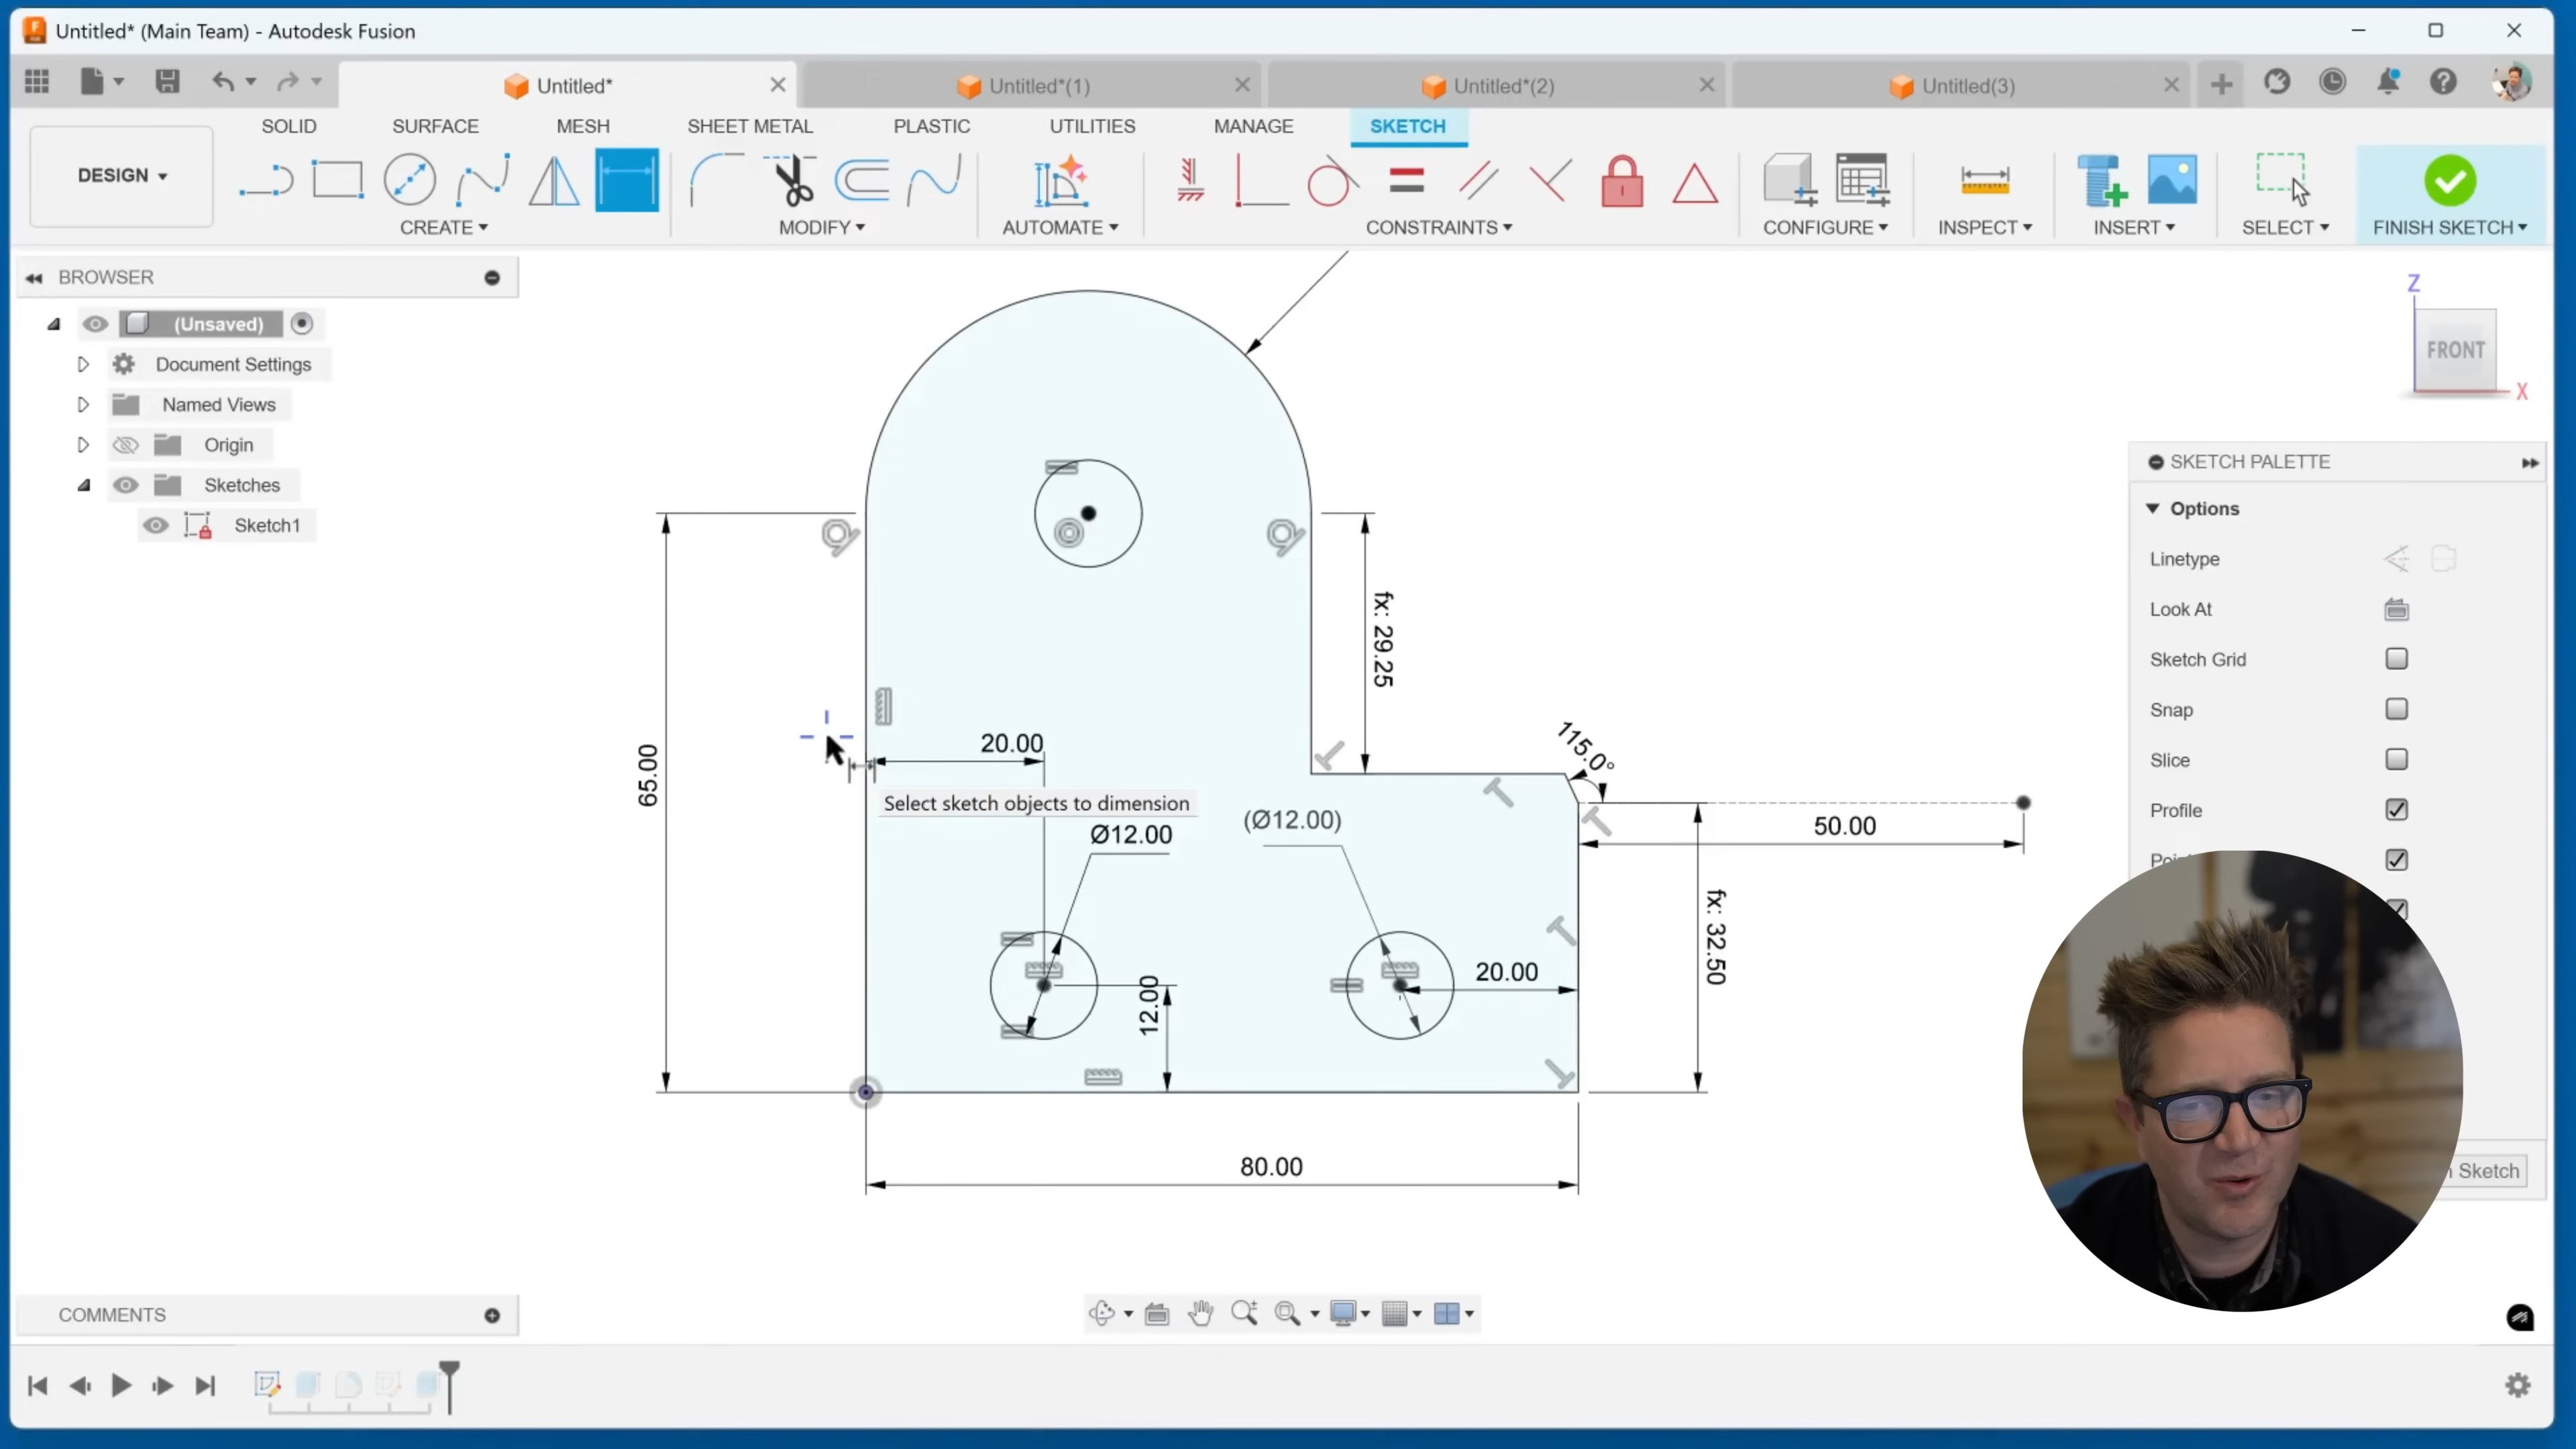 Untitled* (Main Team) - Autodesk Fusion
Untitled*
Untitled*(1)
Untitled*(2)
Untitled(3)
SOLID
SURFACE
MESH
SHEET METAL
PLASTIC
UTILITIES
MANAGE
SKETCH
DESIGN
CREATE
MODIFY
AUTOMATE
CONSTRAINTS
CONFIGURE
INSPECT
INSERT
SELECT
FINISH SKETCH
BROWSER
(Unsaved)
Document Settings
Named Views
Origin
Sketches
Sketch1
Z
FRONT
X
SKETCH PALETTE
Options
Linetype
Look At
Sketch Grid
Snap
Slice
Profile
Sketch
fx: 29.25
65.00
20.00
115.0°
Select sketch objects to dimension
Ø12.00
(Ø12.00)
50.00
fx: 32.50
12.00
20.00
80.00
COMMENTS